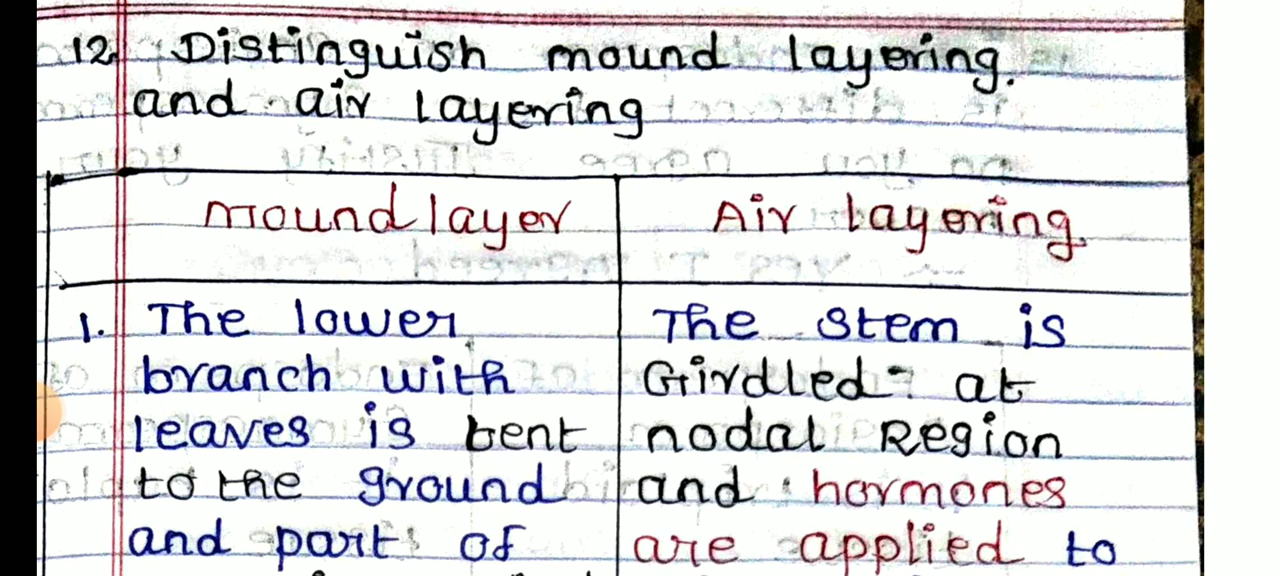 12. Distinguish mound layering.
and air layering
mound layer
Air layering
1. The lower
branch with
leaves is bent
to the ground
and part of
The stem is
Girdled at
nodal Region
and hormones
are applied to